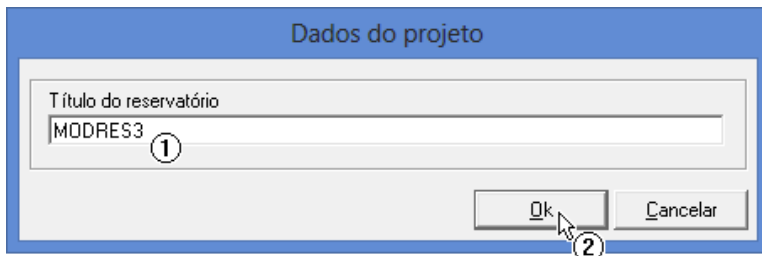 Dados do projeto
Título do reservatório
MODRES3
1
Ok
Cancelar
2